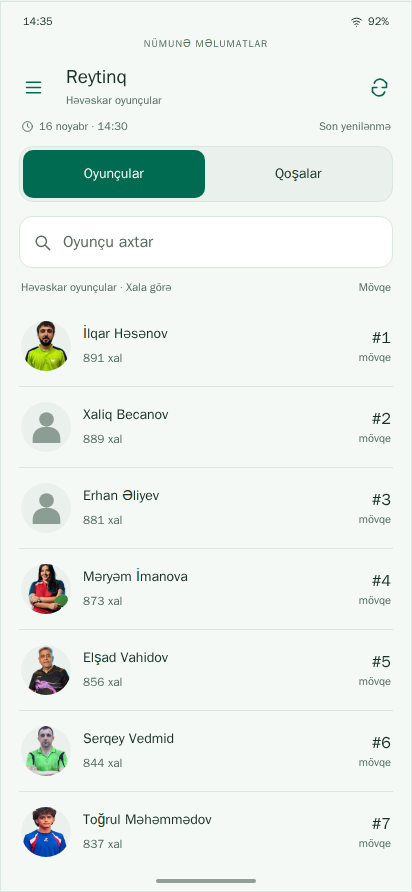 14:35 92%
NÜMUNƏ MƏLUMATLAR
Reytinq
Həvəskar oyunçular
16 noyabr · 14:30 Son yenilənmə
Oyunçular Qoşalar
Oyunçu axtar
Həvəskar oyunçular · Xala görə Mövqe
İlqar Həsənov #1
891 xal mövqe
Xaliq Becanov #2
889 xal mövqe
Erhan Əliyev #3
881 xal mövqe
Məryəm İmanova #4
873 xal mövqe
Elşad Vahidov #5
856 xal mövqe
Serqey Vedmid #6
844 xal mövqe
Toğrul Məhəmmədov #7
837 xal mövqe